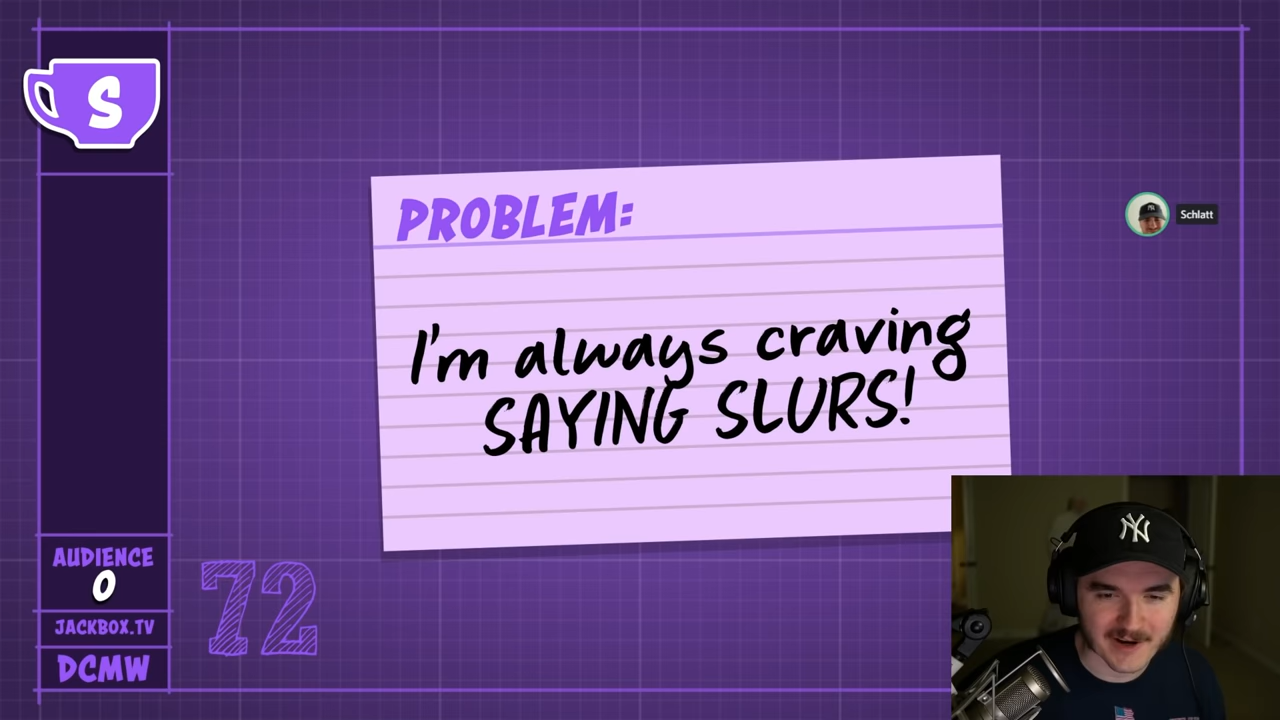 S
PROBLEM:
I'm always craving
SAYING SLURS!
Schlatt
AUDIENCE
0
JACKBOX.TV
DCMW
72
NY